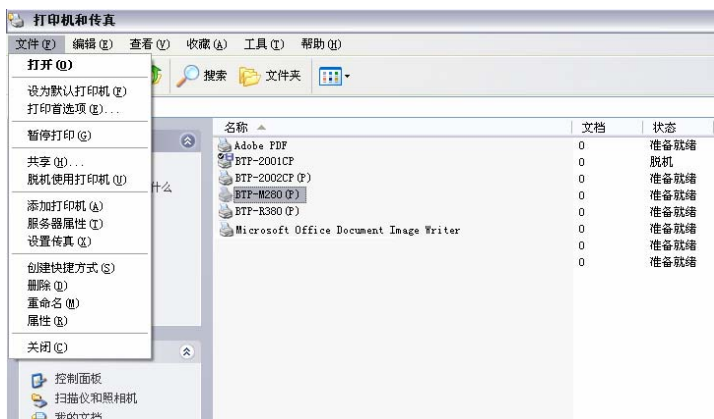 打印机和传真
文件(F) 编辑(E) 查看(V) 收藏(A) 工具(T) 帮助(H)
打开(O)
设为默认打印机(F)
打印首选项(E)...
暂停打印(G)
共享(H)...
脱机使用打印机(U)
添加打印机(A)
服务器属性(T)
设置传真(X)
创建快捷方式(S)
删除(D)
重命名(M)
属性(R)
关闭(C)
搜索 文件夹
什么
名称 文档 状态
Adobe PDF 0 准备就绪
BTP-2001CP 0 脱机
BTP-2002CP(P) 0 准备就绪
BTP-M280(P) 0 准备就绪
BTP-R380(P) 0 准备就绪
Microsoft Office Document Image Writer 0 准备就绪
0 准备就绪
0 准备就绪
控制面板
扫描仪和照相机
我的文档